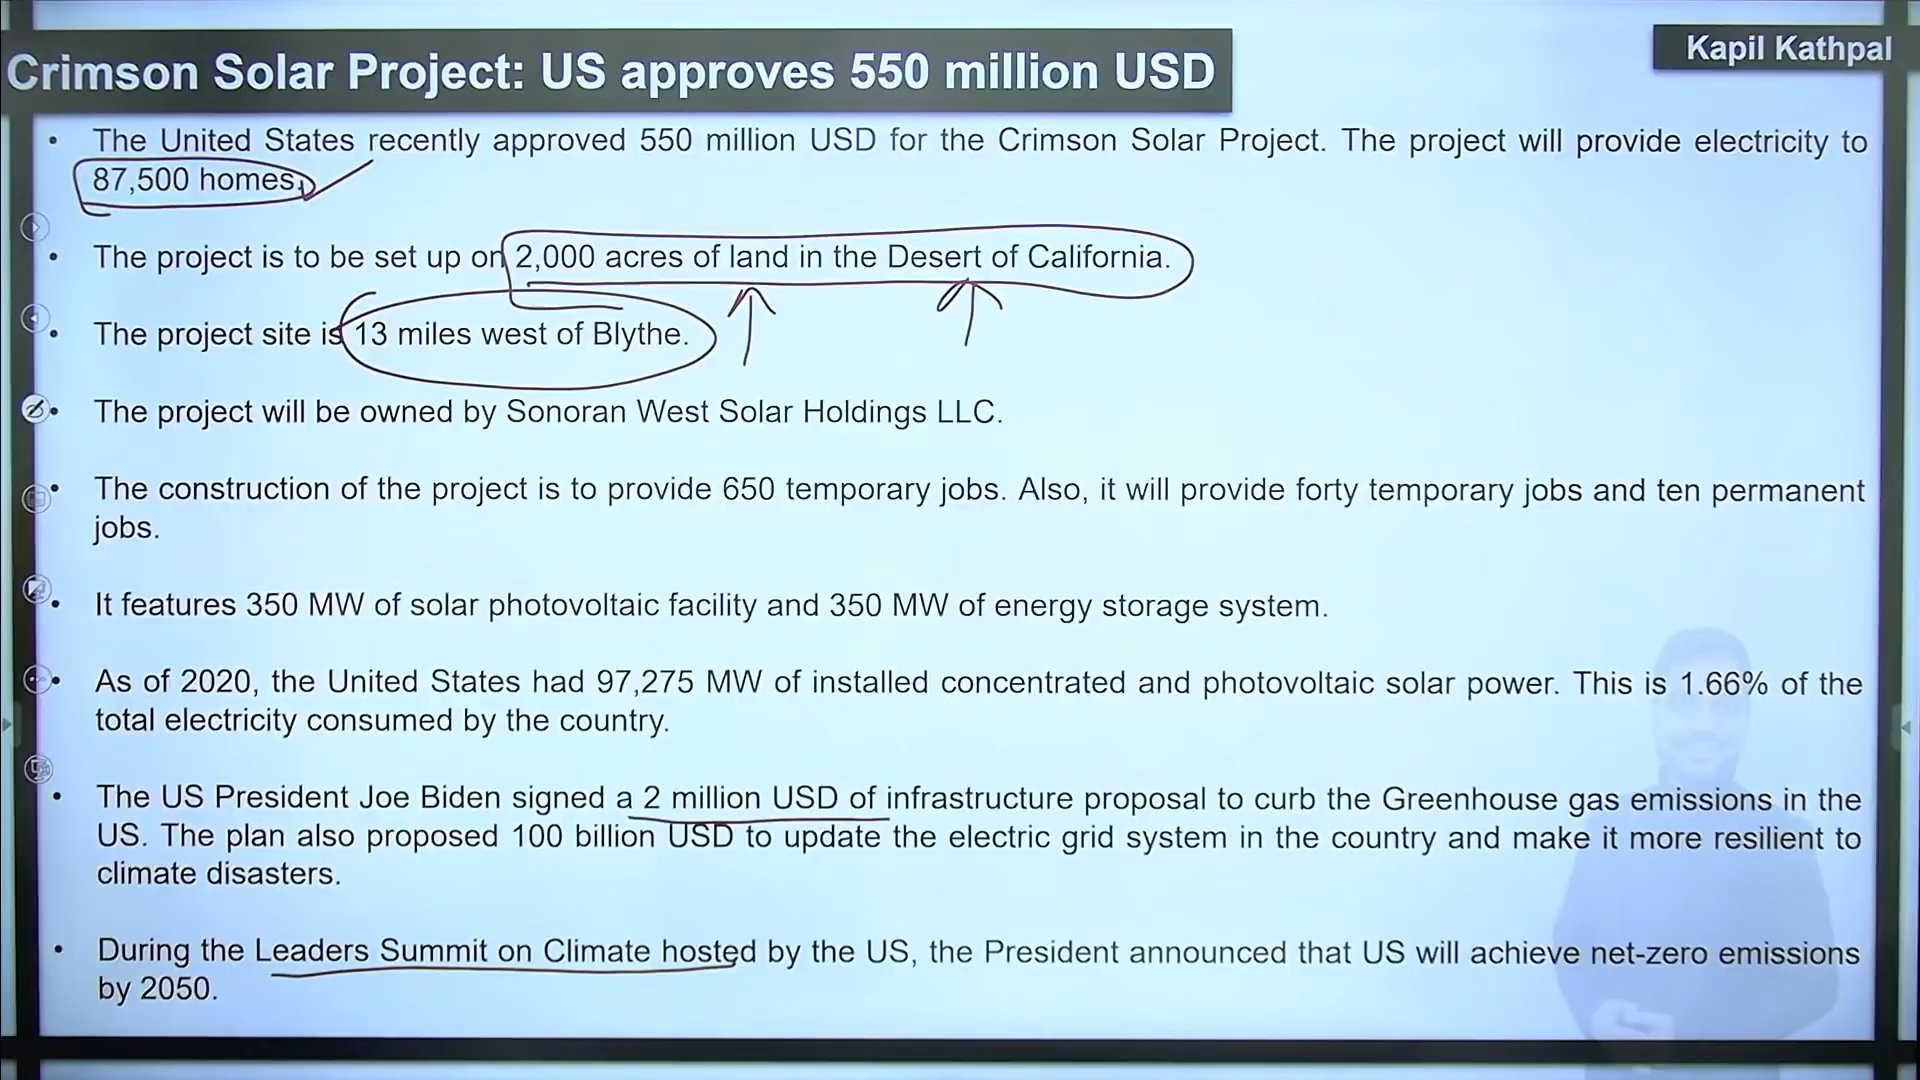 Crimson Solar Project: US approves 550 million USD
Kapil Kathpal
• The United States recently approved 550 million USD for the Crimson Solar Project. The project will provide electricity to
87,500 homes.
• The project is to be set up on 2,000 acres of land in the Desert of California.
• The project site is 13 miles west of Blythe.
• The project will be owned by Sonoran West Solar Holdings LLC.
• The construction of the project is to provide 650 temporary jobs. Also, it will provide forty temporary jobs and ten permanent
jobs.
• It features 350 MW of solar photovoltaic facility and 350 MW of energy storage system.
• As of 2020, the United States had 97,275 MW of installed concentrated and photovoltaic solar power. This is 1.66% of the
total electricity consumed by the country.
• The US President Joe Biden signed a 2 million USD of infrastructure proposal to curb the Greenhouse gas emissions in the
US. The plan also proposed 100 billion USD to update the electric grid system in the country and make it more resilient to
climate disasters.
• During the Leaders Summit on Climate hosted by the US, the President announced that US will achieve net-zero emissions
by 2050.